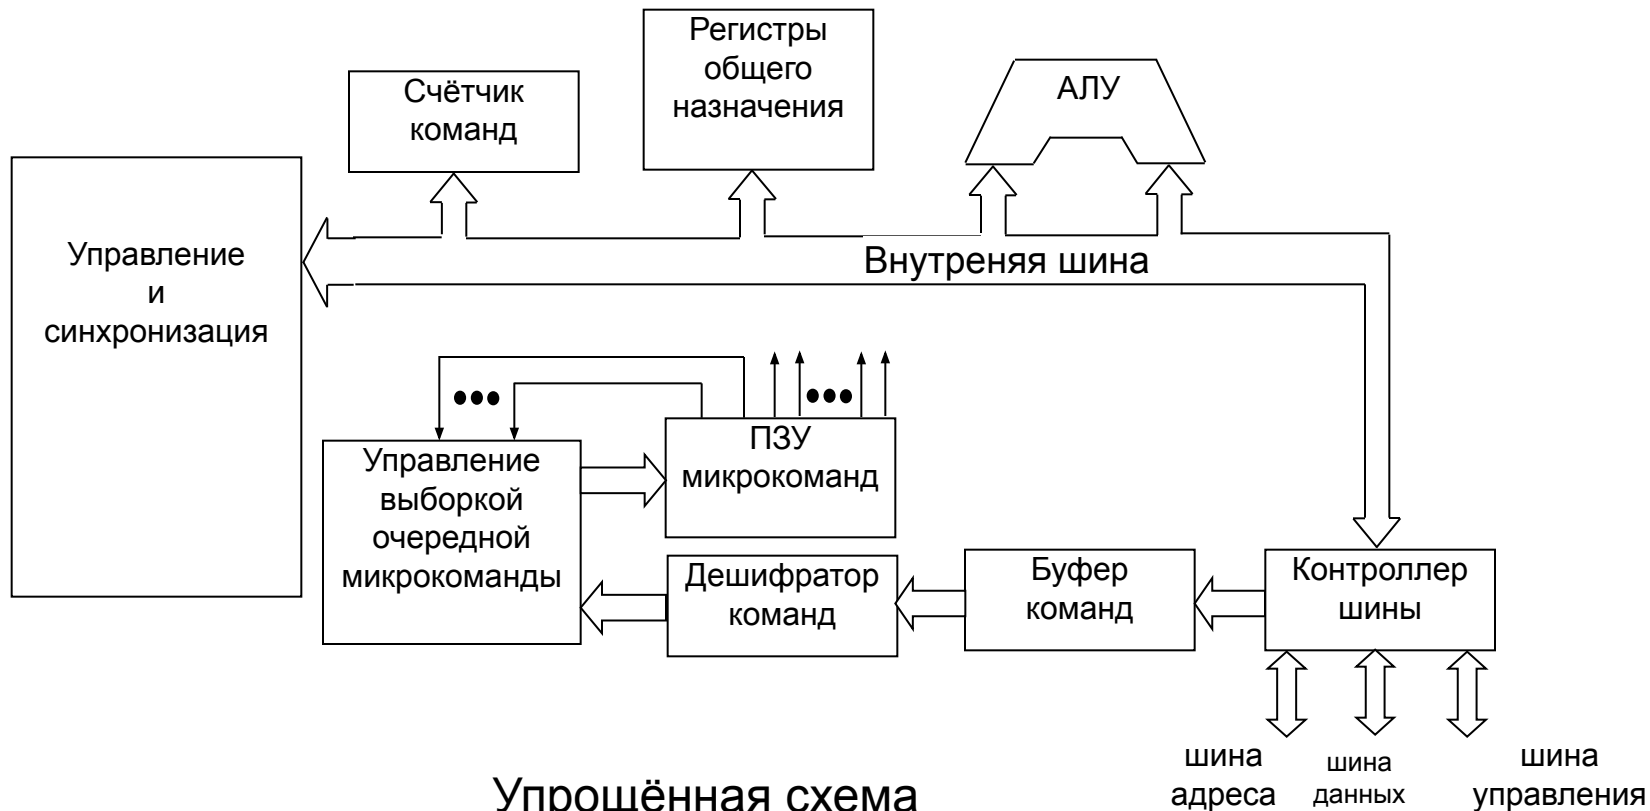 Регистры
общего
назначения
Счётчик
команд
АЛУ
Управление
и
синхронизация
Внутреняя шина
ПЗУ
микрокоманд
Управление
выборкой
очередной
микрокоманды
Дешифратор
команд
Буфер
команд
Контроллер
шины
шина
адреса
шина
данных
шина
управления
Упрощённая схема